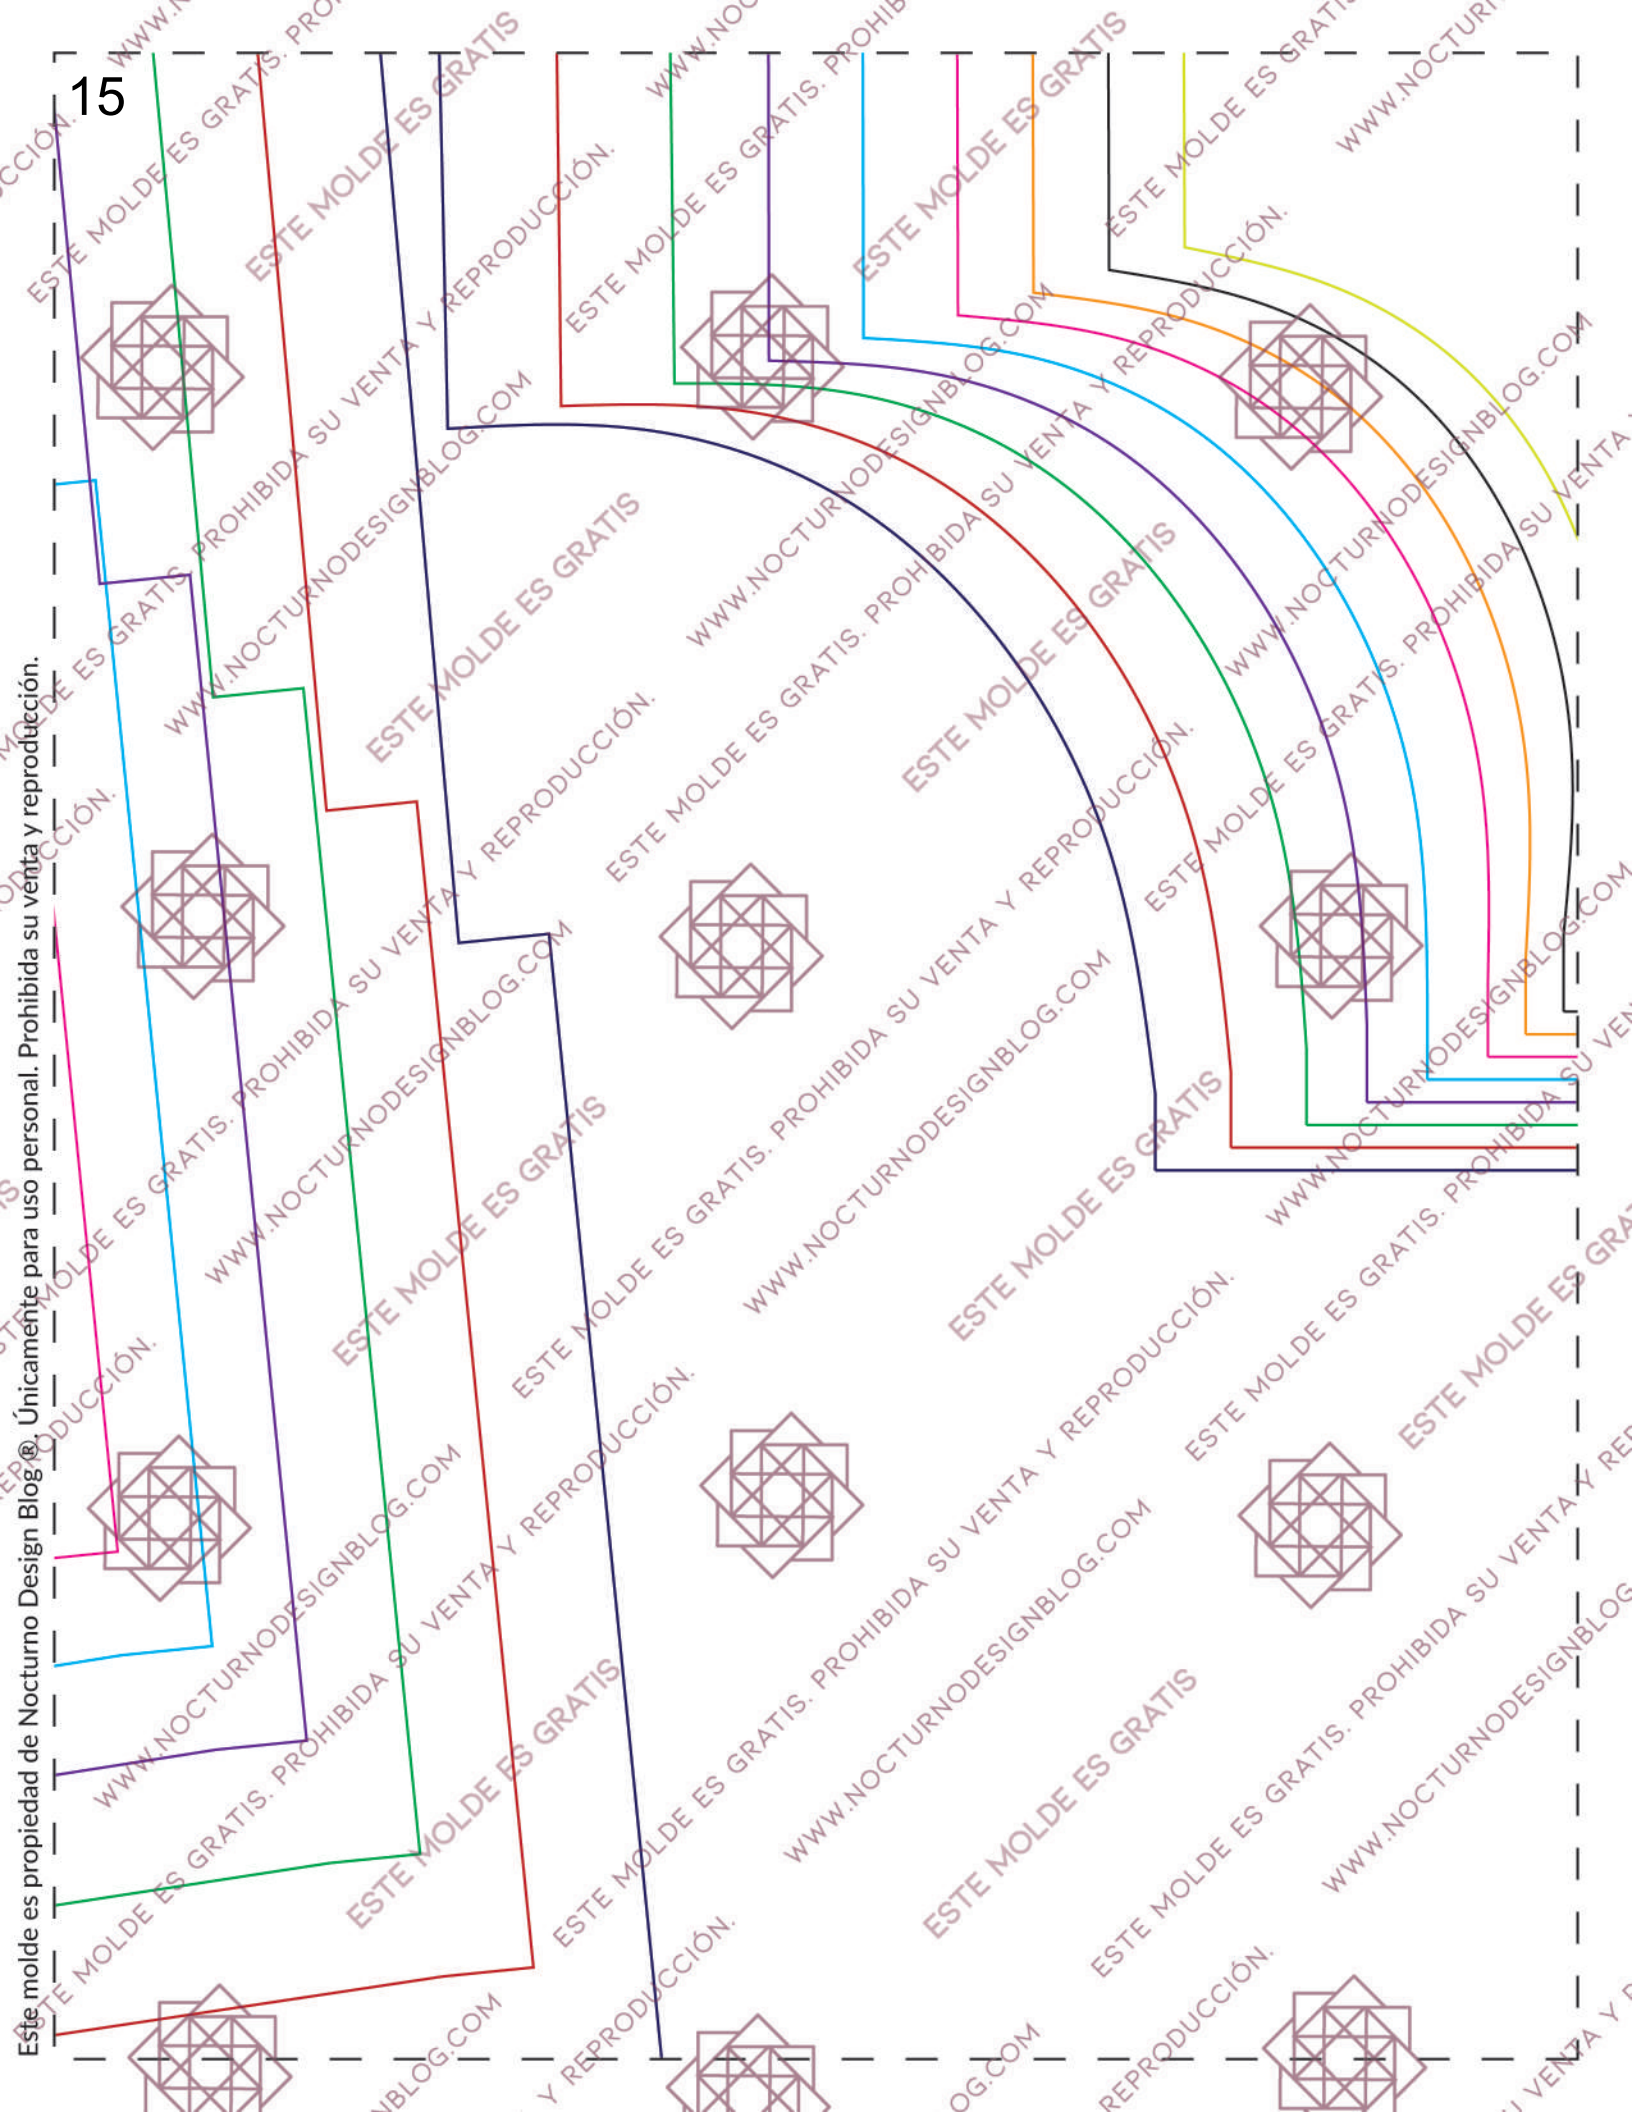 15
Este molde es propiedad de Nocturno Design Blog ®. Únicamente para uso personal. Prohibida su venta y reproducción.
ESTE MOLDE ES GRATIS. PROHIBIDA SU VENTA Y REPRODUCCIÓN.
WWW.NOCTURNODESIGNBLOG.COM
ESTE MOLDE ES GRATIS